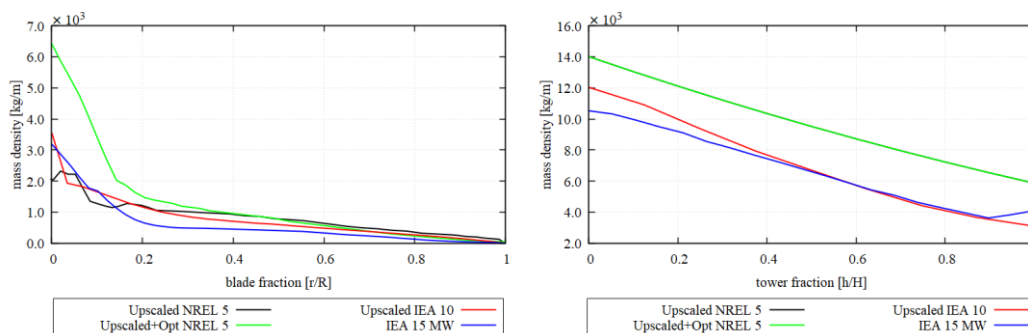 × 10³
7.0
6.0
5.0
4.0
3.0
2.0
1.0
0.0
mass density [kg/m]
0 0.2 0.4 0.6 0.8 1
blade fraction [r/R]
Upscaled NREL 5
Upscaled+Opt NREL 5
Upscaled IEA 10
IEA 15 MW
× 10³
16.0
14.0
12.0
10.0
8.0
6.0
4.0
2.0
mass density [kg/m]
0 0.2 0.4 0.6 0.8
tower fraction [h/H]
Upscaled NREL 5
Upscaled+Opt NREL 5
Upscaled IEA 10
IEA 15 MW